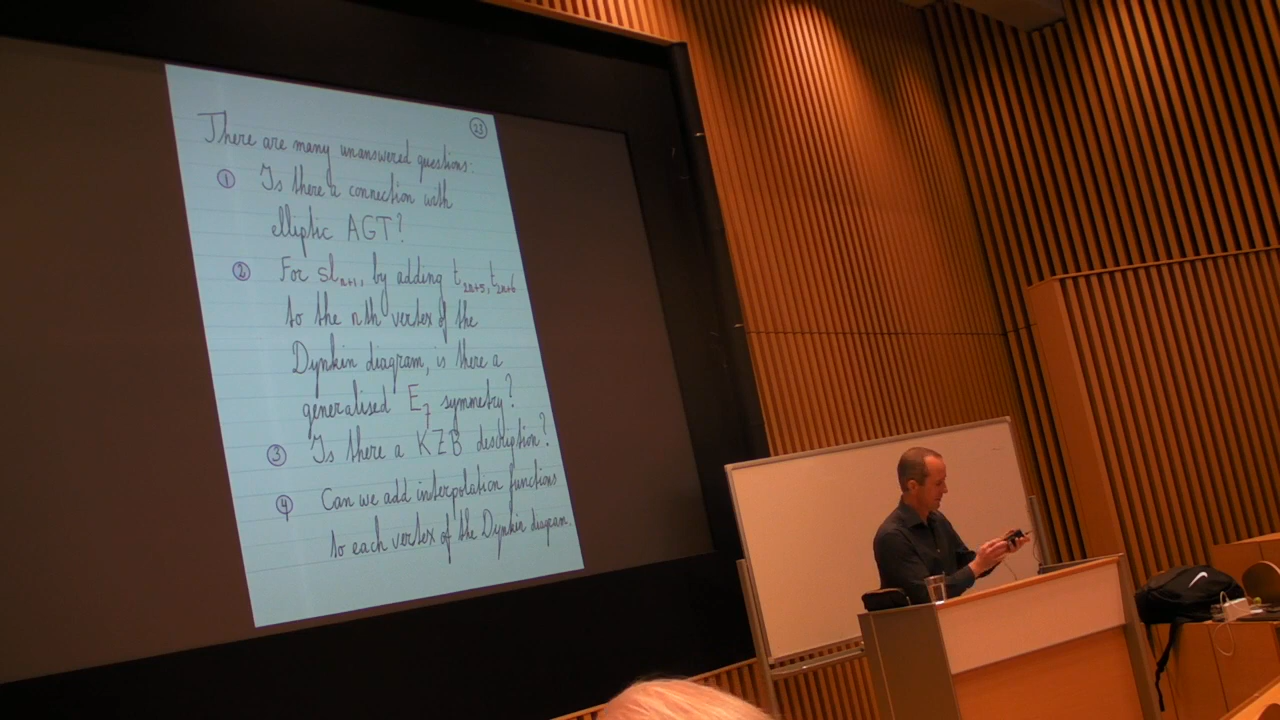 23
There are many unanswered questions:
① Is there a connection with
elliptic AGT?
② For sl_{n+1}, by adding t_{2n+5}, t_{2n+6}
to the nth vertex of the
Dynkin diagram, is there a
generalised E_7 symmetry?
③ Is there a KZB description?
④ Can we add interpolation functions
to each vertex of the Dynkin diagram.